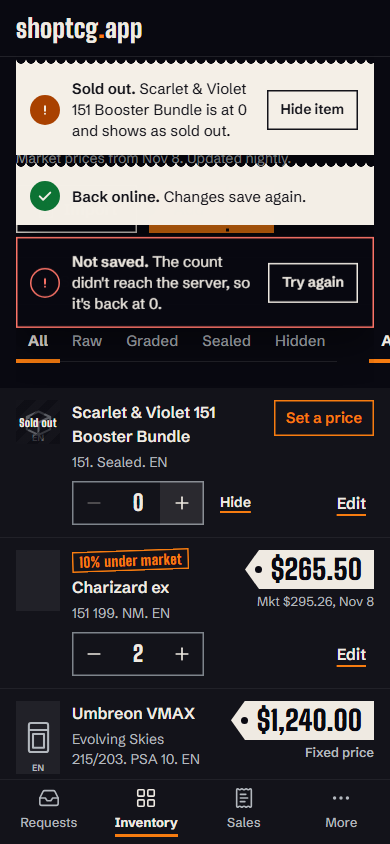 shoptcg.app
Sold out. Scarlet & Violet
151 Booster Bundle is at 0
and shows as sold out.
Hide item
Market prices from Nov 8. Updated nightly.
Back online. Changes save again.
Not saved. The count
didn't reach the server, so
it's back at 0.
Try again
All
Raw
Graded
Sealed
Hidden
Sold out
EN
Scarlet & Violet 151
Booster Bundle
Set a price
151. Sealed. EN
0
Hide
Edit
10% under market
Charizard ex
$265.50
151 199. NM. EN
Mkt $295.26, Nov 8
2
Edit
Umbreon VMAX
$1,240.00
Evolving Skies
215/203. PSA 10. EN
Fixed price
EN
Requests
Inventory
Sales
More